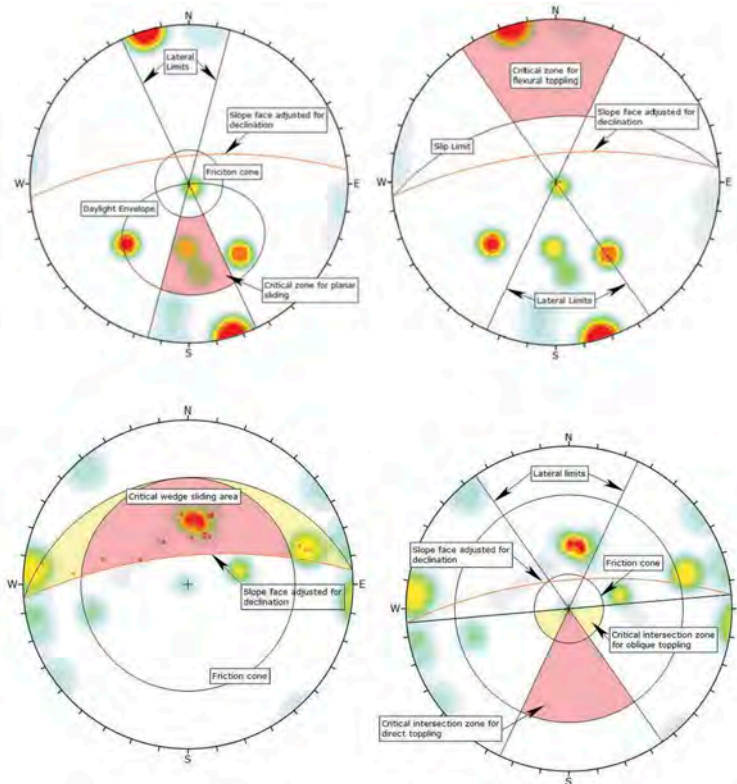 N
Lateral
Limits
Slope face adjusted for
declination
Friciton cone
W
E
Daylight Envelope
Critical zone for planar
sliding
S
N
Critical zone for
flexural toppling
Slope face adjusted for
declination
Slip Limit
W
E
Lateral Limits
S
N
Critical wedge sliding area
W
E
Slope face adjusted for
declination
Friction cone
S
N
Lateral limits
Slope face adjusted for
declination
Friction cone
W
E
Critical intersection zone
for oblique toppling
Critical intersection zone for
direct toppling
S